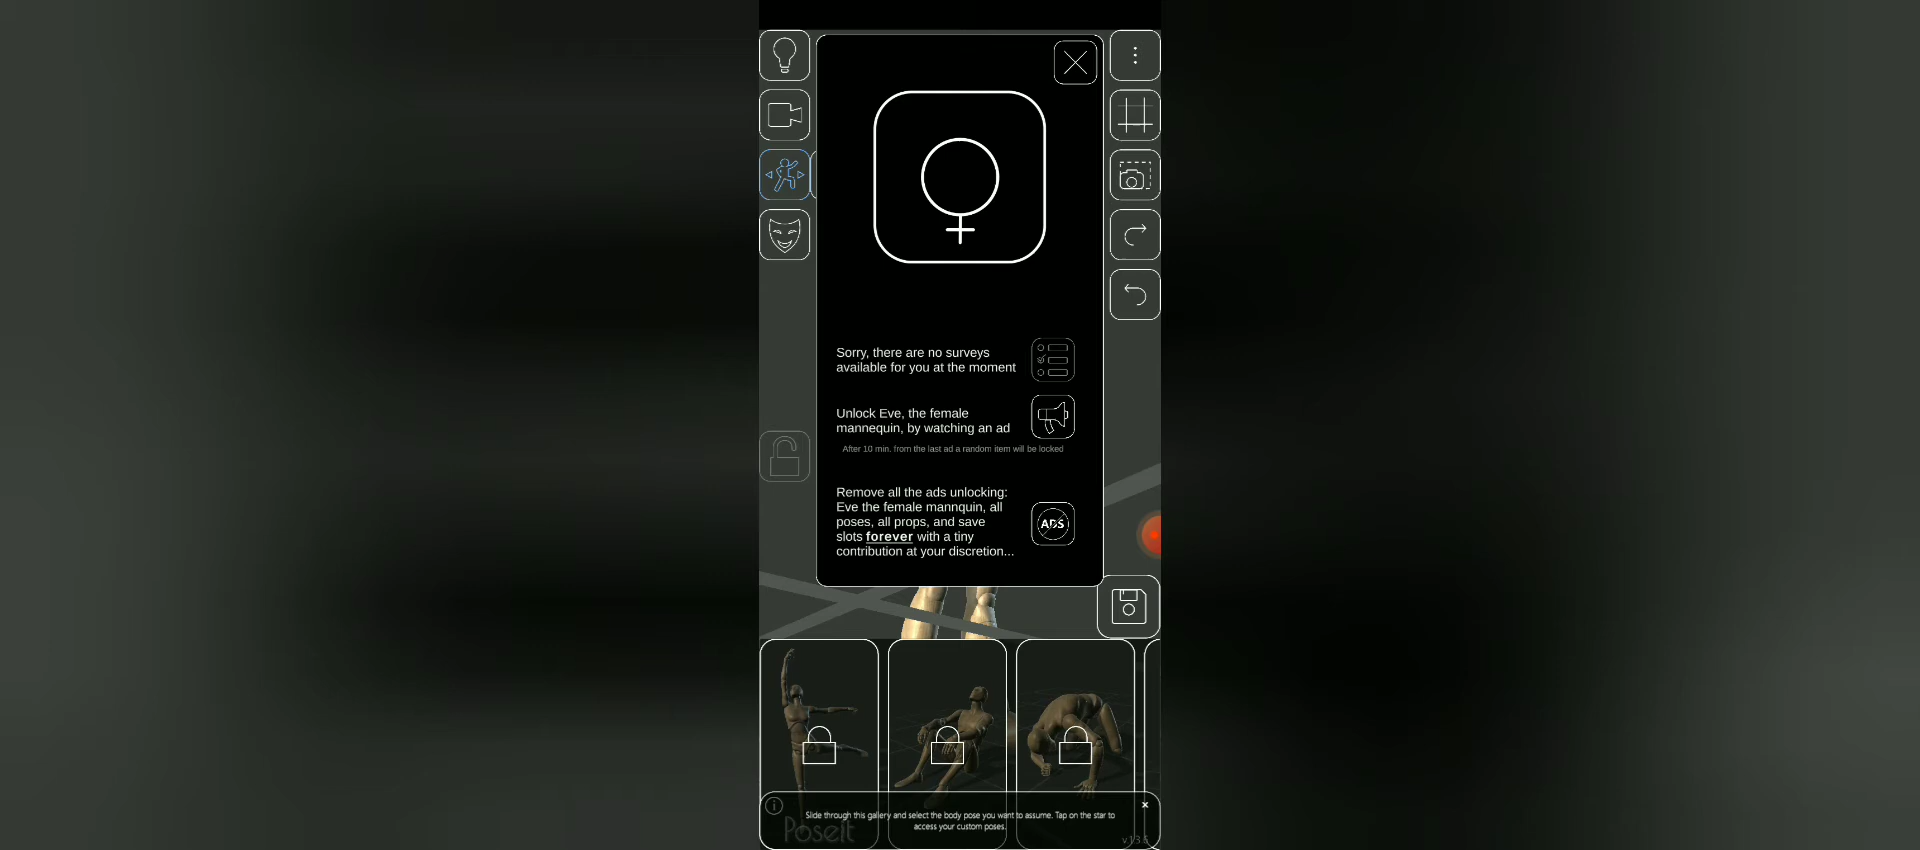 Sorry, there are no surveys
available for you at the moment
Unlock Eve, the female
mannequin, by watching an ad
After 10 min. from the last ad a random item will be locked
Remove all the ads unlocking:
Eve the female mannquin, all
poses, all props, and save
slots forever with a tiny
contribution at your discretion...
ADS
Slide through this gallery and select the body pose you want to assume. Tap on the star to
access your custom poses.
Poseit